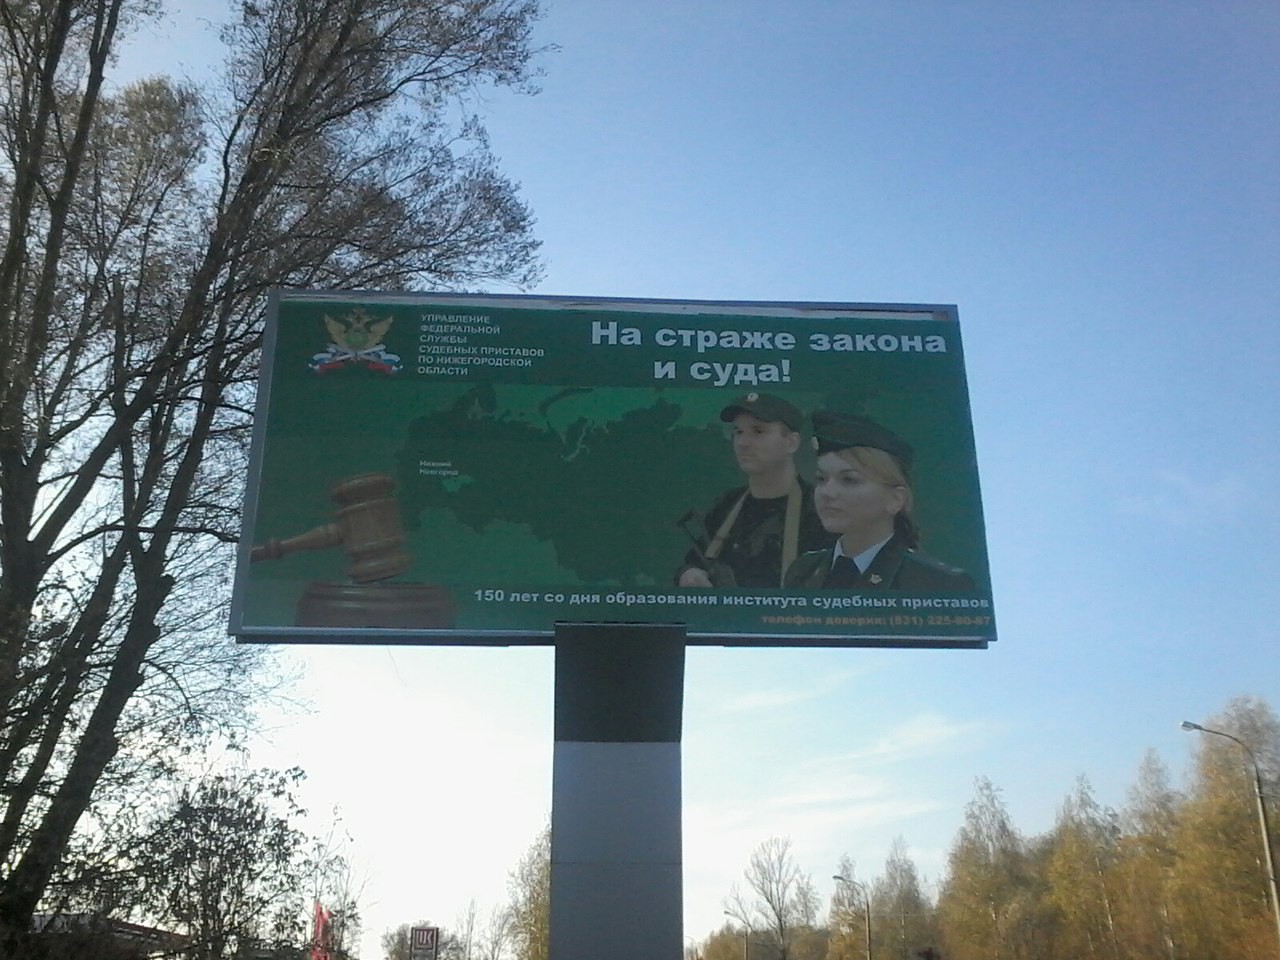 УПРАВЛЕНИЕ
ФЕДЕРАЛЬНОЙ
СЛУЖБЫ
СУДЕБНЫХ ПРИСТАВОВ
ПО НИЖЕГОРОДСКОЙ
ОБЛАСТИ
На страже закона
и суда!
Нижний
Новгород
150 лет со дня образования института судебных приставов
телефон доверия: (831) 225-80-87